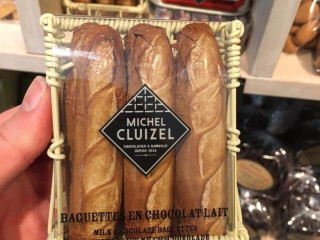 MICHEL
CLUIZEL
CHOCOLATIER À DAMVILLE
DEPUIS 1948
BAGUETTES EN CHOCOLAT LAIT
MILK CHOCOLATE BAGUETTES